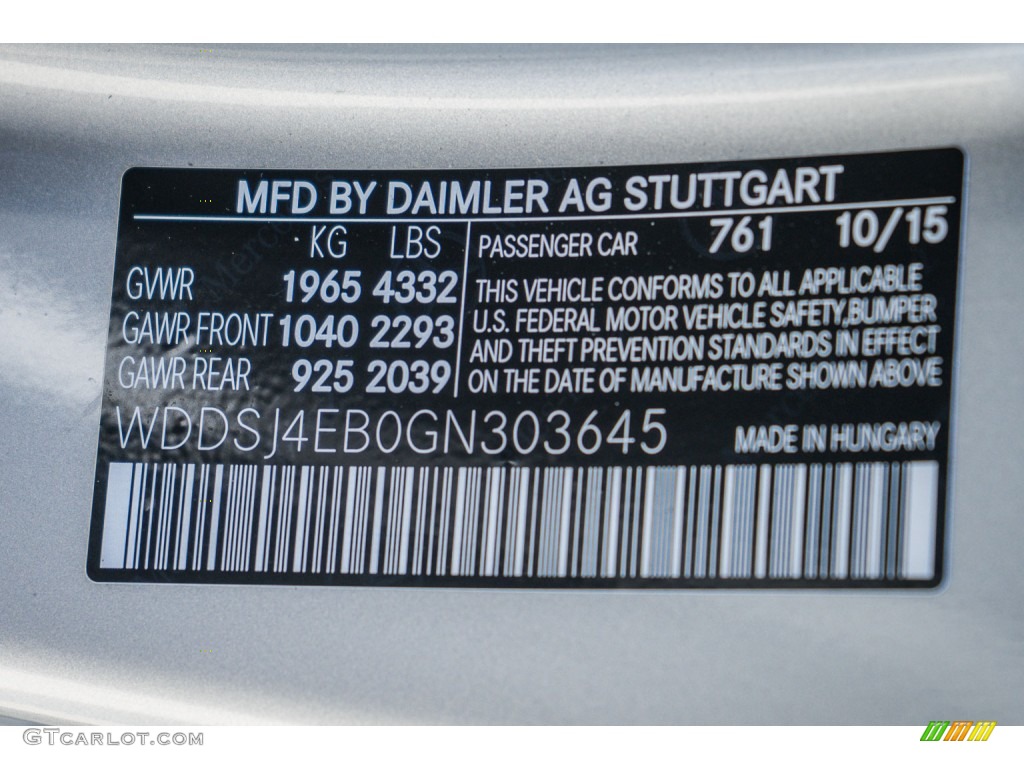 MFD BY DAIMLER AG STUTTGART
KG LBS
GVWR 1965 4332
GAWR FRONT 1040 2293
GAWR REAR 925 2039
PASSENGER CAR 761 10/15
THIS VEHICLE CONFORMS TO ALL APPLICABLE
U.S. FEDERAL MOTOR VEHICLE SAFETY,BUMPER
AND THEFT PREVENTION STANDARDS IN EFFECT
ON THE DATE OF MANUFACTURE SHOWN ABOVE
WDDSJ4EB0GN303645
MADE IN HUNGARY
GTCARLOT.COM